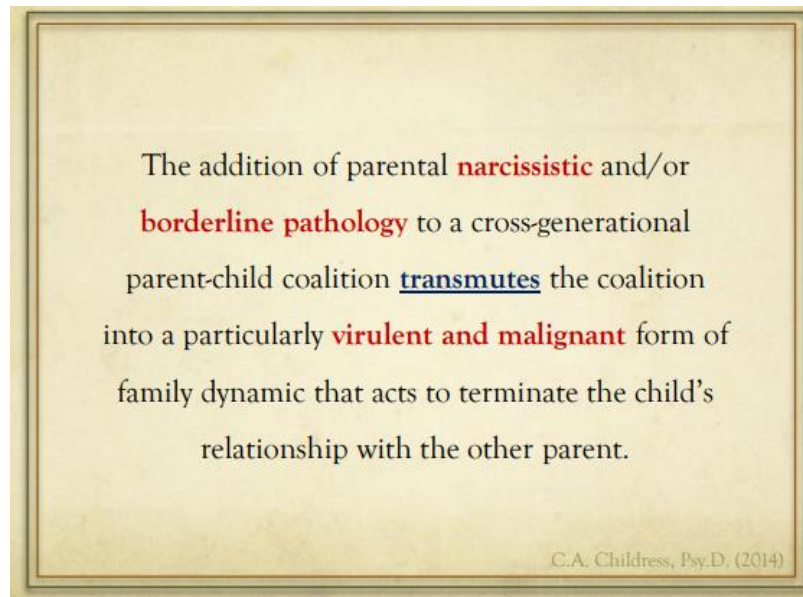 The addition of parental narcissistic and/or
borderline pathology to a cross-generational
parent-child coalition transmutes the coalition
into a particularly virulent and malignant form of
family dynamic that acts to terminate the child's
relationship with the other parent.
C.A. Childress, Psy.D. (2014)